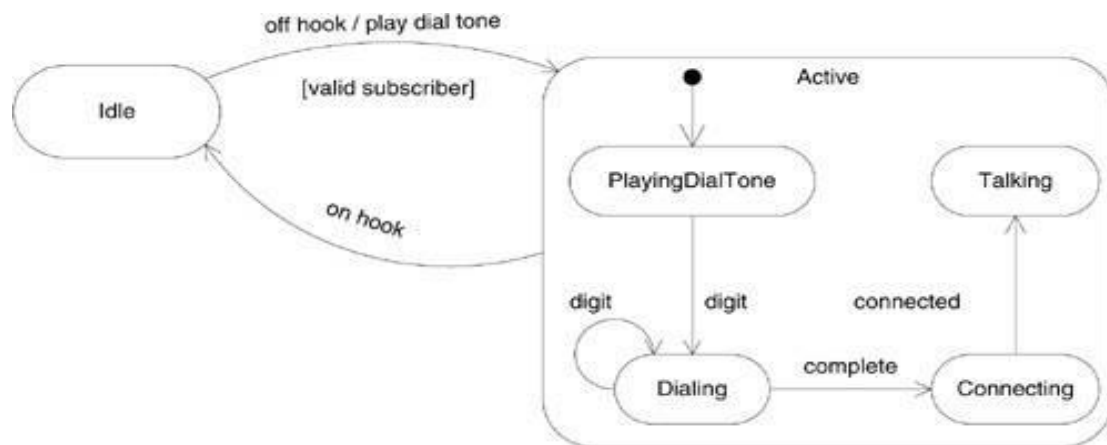 off hook / play dial tone
[valid subscriber]
Idle
Active
PlayingDialTone
Talking
on hook
digit
digit
connected
complete
Dialing
Connecting